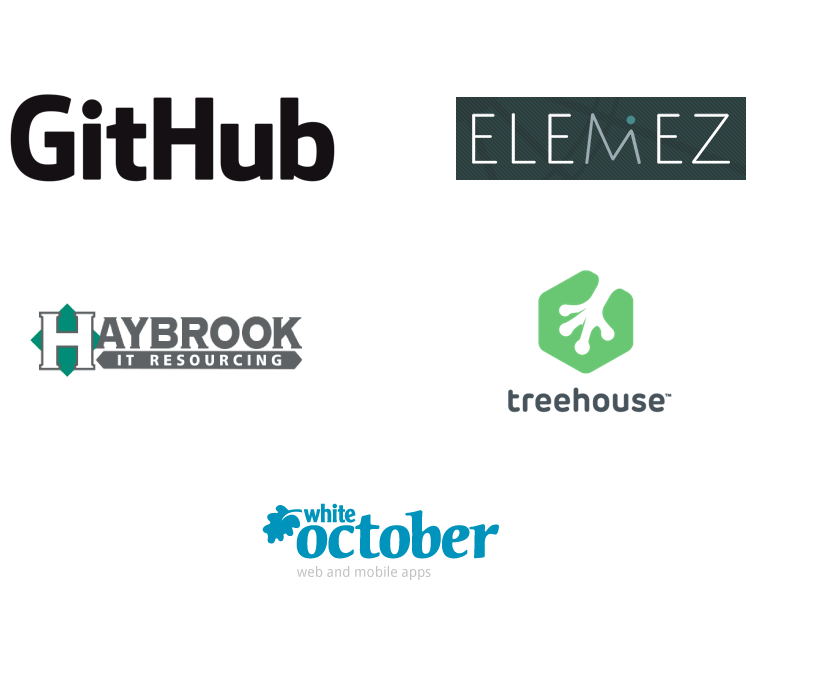 GitHub
ELEMEZ
HAYBROOK
IT RESOURCING
treehouse™
white
october
web and mobile apps